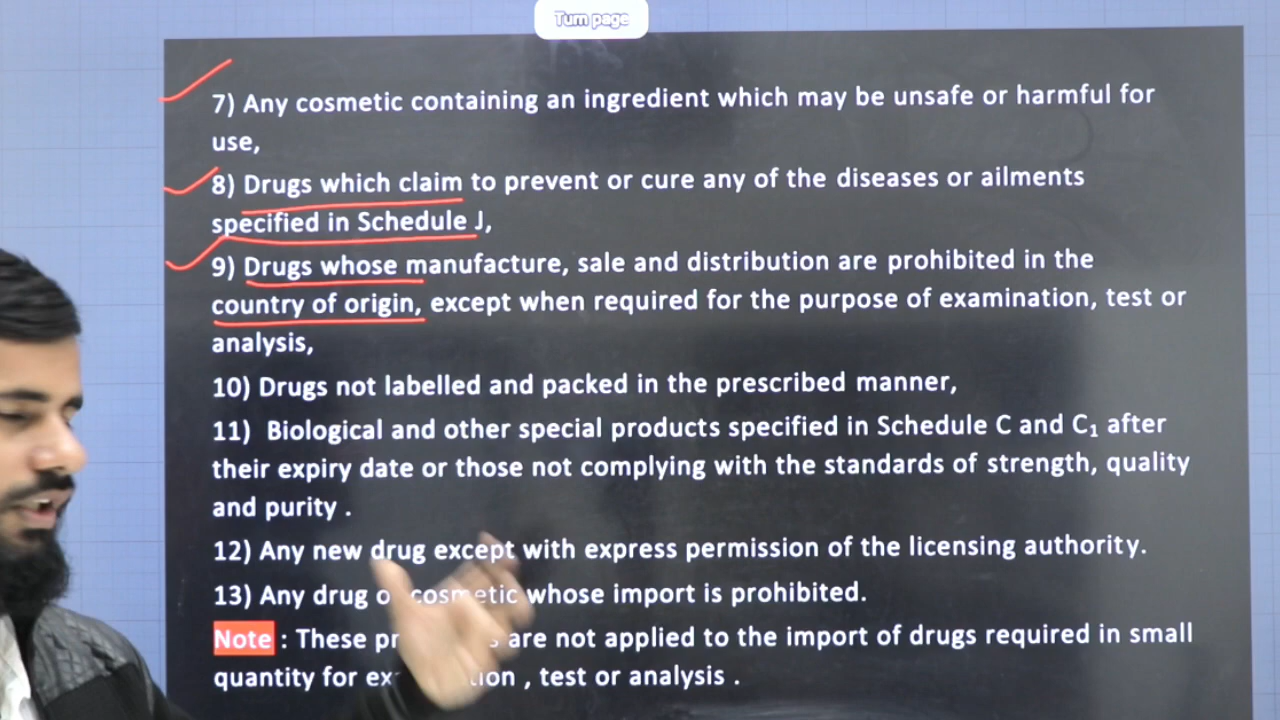 Turn page
7) Any cosmetic containing an ingredient which may be unsafe or harmful for
use,
8) Drugs which claim to prevent or cure any of the diseases or ailments
specified in Schedule J,
9) Drugs whose manufacture, sale and distribution are prohibited in the
country of origin, except when required for the purpose of examination, test or
analysis,
10) Drugs not labelled and packed in the prescribed manner,
11) Biological and other special products specified in Schedule C and C₁ after
their expiry date or those not complying with the standards of strength, quality
and purity .
12) Any new drug except with express permission of the licensing authority.
13) Any drug cosmetic whose import is prohibited.
Note : These are not applied to the import of drugs required in small
quantity for , test or analysis .